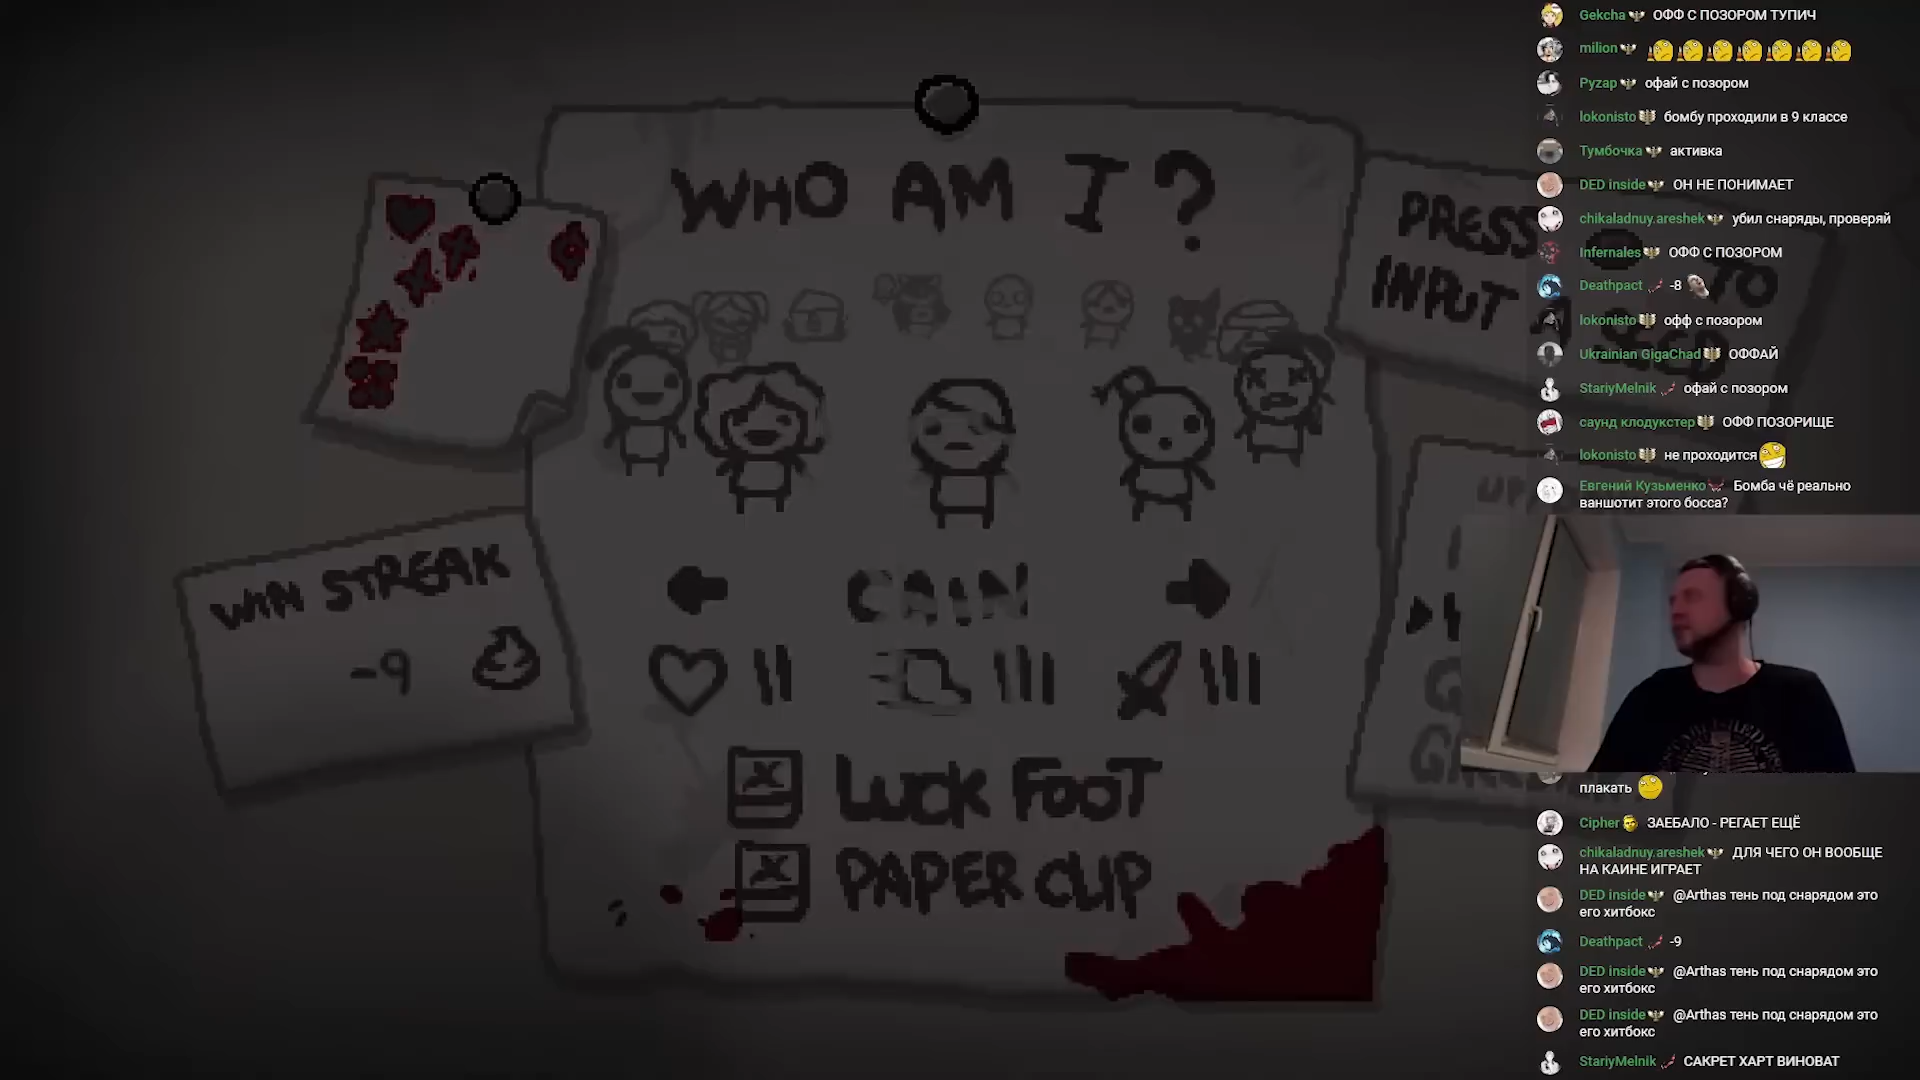 WHO AM I?
PRESS TO
INPUT A SEED
WIN STREAK
-9
CAIN
LUCK FOOT
PAPER CLIP
Gekcha ОФФ С ПОЗОРОМ ТУПИЧ
milion
Pyzap офай с позором
lokonisto бомбу проходили в 9 классе
Тумбочка активка
DED inside ОН НЕ ПОНИМАЕТ
chikaladnuy.areshek убил снаряды, проверяй
Infernales ОФФ С ПОЗОРОМ
Deathpact -8
lokonisto офф с позором
Ukrainian GigaChad ОФФАЙ
StariyMelnik офай с позором
саунд клодукстер ОФФ ПОЗОРИЩЕ
lokonisto не проходится
Евгений Кузьменко Бомба чё реально
ваншотит этого босса?
плакать
Cipher ЗАЕБАЛО - РЕГАЕТ ЕЩЁ
chikaladnuy.areshek ДЛЯ ЧЕГО ОН ВООБЩЕ
НА КАИНЕ ИГРАЕТ
DED inside @Arthas тень под снарядом это
его хитбокс
Deathpact -9
DED inside @Arthas тень под снарядом это
его хитбокс
DED inside @Arthas тень под снарядом это
его хитбокс
StariyMelnik САКРЕТ ХАРТ ВИНОВАТ